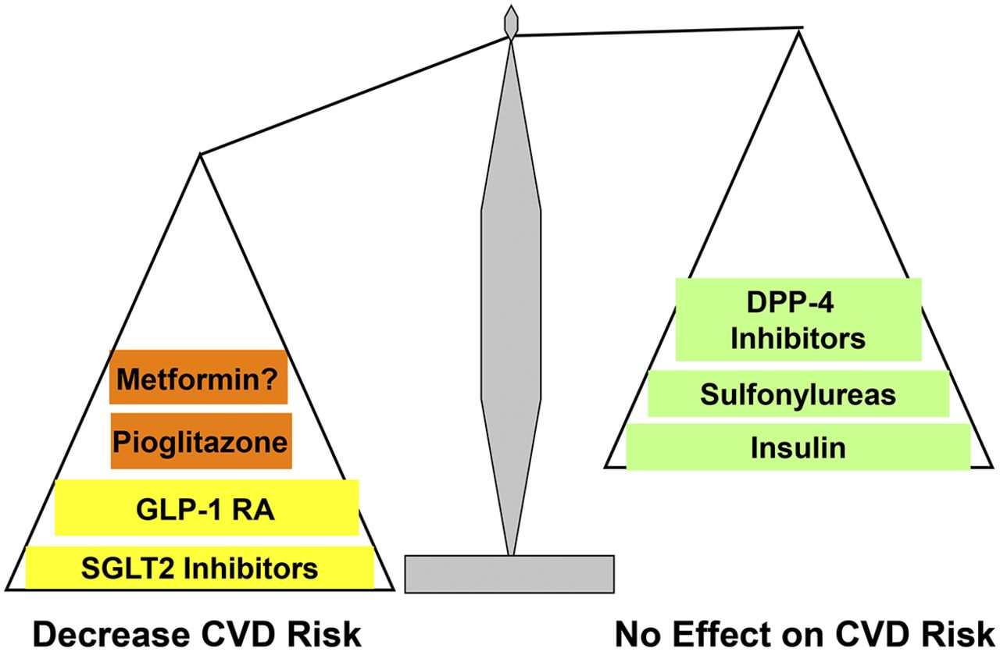 Metformin?
Pioglitazone
GLP-1 RA
SGLT2 Inhibitors
Decrease CVD Risk
DPP-4
Inhibitors
Sulfonylureas
Insulin
No Effect on CVD Risk